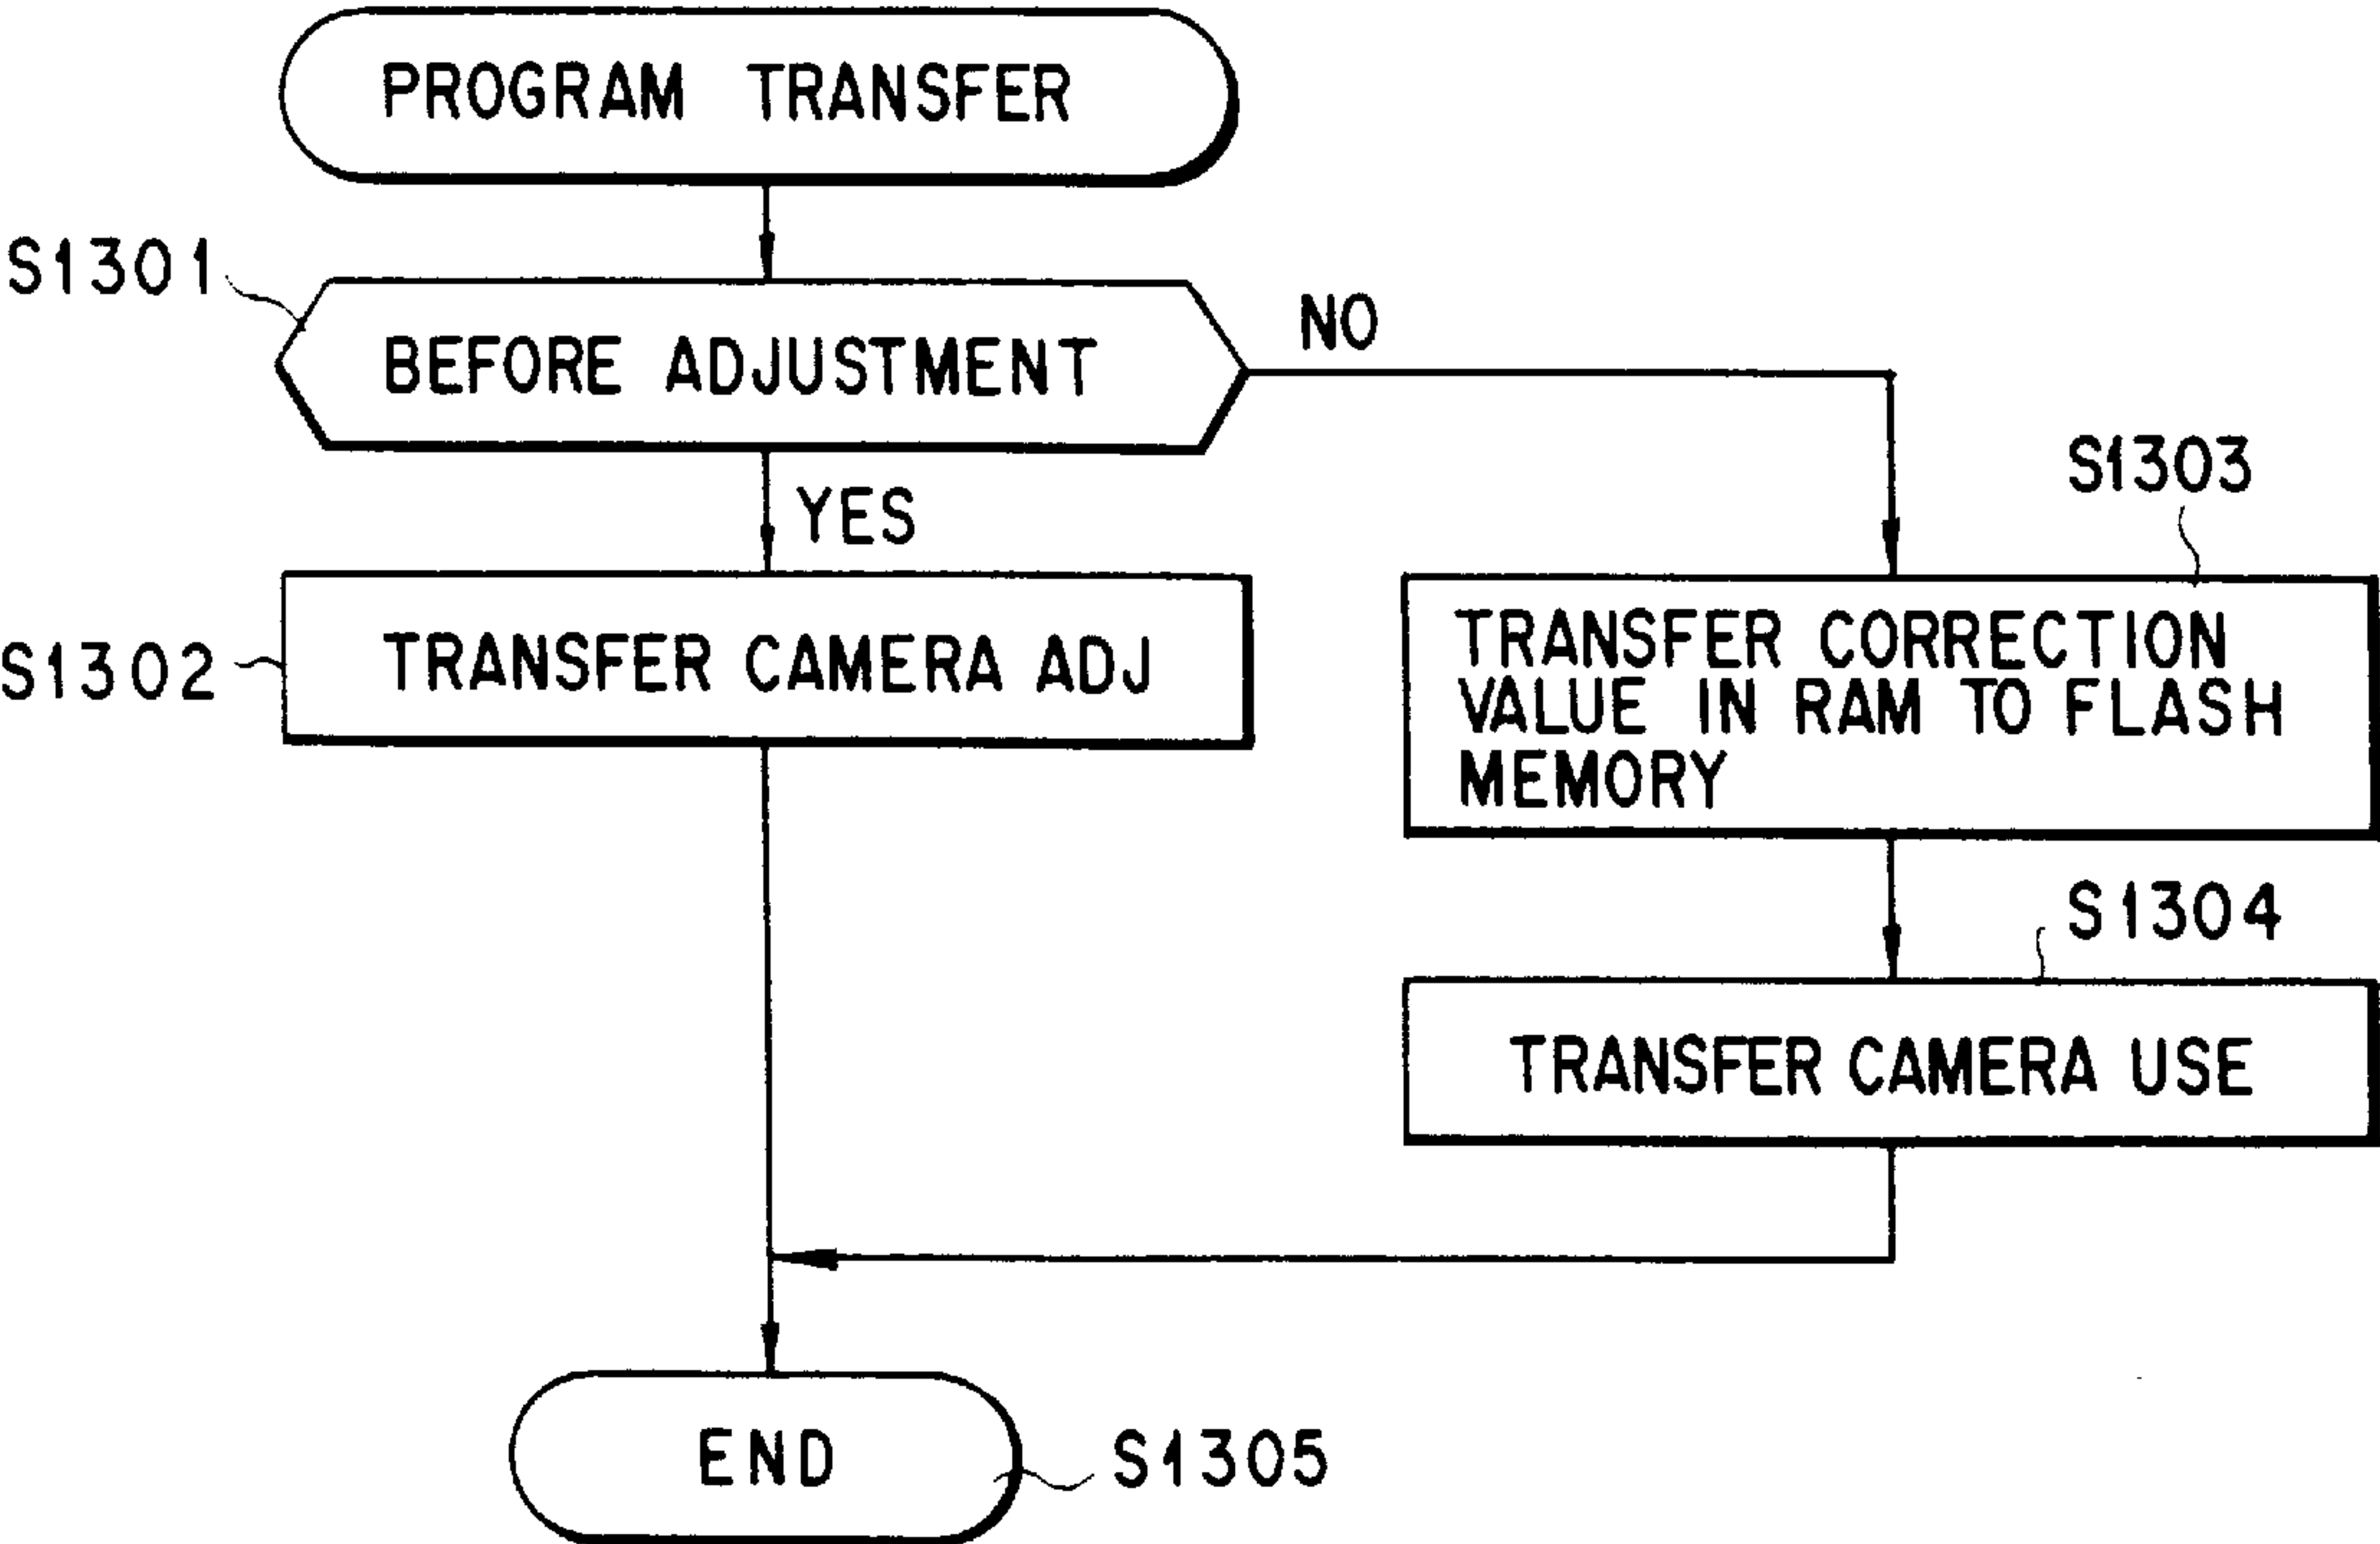 PROGRAM TRANSFER
S1301
BEFORE ADJUSTMENT
NO
YES
S1302
TRANSFER CAMERA ADJ
S1303
TRANSFER CORRECTION
VALUE IN RAM TO FLASH
MEMORY
S1304
TRANSFER CAMERA USE
END
S1305